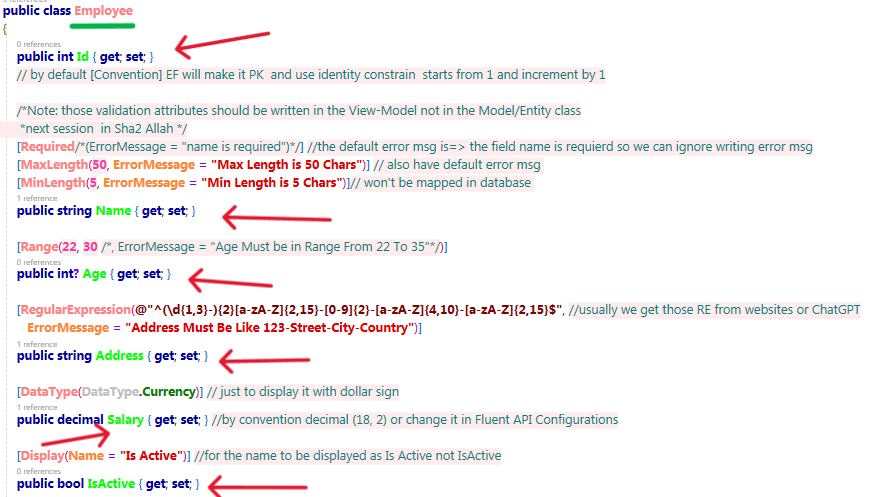 public class Employee
{
0 references
public int Id { get; set; }
// by default [Convention] EF will make it PK and use identity constrain starts from 1 and increment by 1
/*Note: those validation attributes should be written in the View-Model not in the Model/Entity class
*next session in Sha2 Allah */
[Required/*(ErrorMessage = "name is required")*/] //the default error msg is=> the field name is requierd so we can ignore writing error msg
[MaxLength(50, ErrorMessage = "Max Length is 50 Chars")] // also have default error msg
[MinLength(5, ErrorMessage = "Min Length is 5 Chars")]// won't be mapped in database
1 reference
public string Name { get; set; }
[Range(22, 30 /*, ErrorMessage = "Age Must be in Range From 22 To 35"*/)]
0 references
public int? Age { get; set; }
[RegularExpression(@"^(\d{1,3}-){2}[a-zA-Z]{2,15}-[0-9]{2}-[a-zA-Z]{4,10}-[a-zA-Z]{2,15}$", //usually we get those RE from websites or ChatGPT
ErrorMessage = "Address Must Be Like 123-Street-City-Country")]
1 reference
public string Address { get; set; }
[DataType(DataType.Currency)] // just to display it with dollar sign
1 reference
public decimal Salary { get; set; } //by convention decimal (18, 2) or change it in Fluent API Configurations
[Display(Name = "Is Active")] //for the name to be displayed as Is Active not IsActive
0 references
public bool IsActive { get; set; }